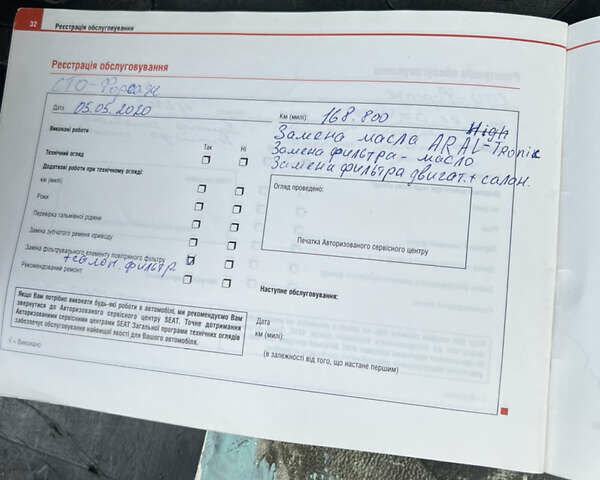 32
Реєстрація обслуговування
Реєстрація обслуговування
СТО-Форсаж
Дата 05.05.2020
Км (милі): 168.800
Виконані роботи
Так Ні
Технічний огляд
Додаткові роботи при технічному огляді:
км (милі)
Роки
Перевірка гальмівної рідини
Заміна зубчатого ременя приводу
Заміна фільтрувального елементу повітряного фільтру
+салон. фильтр
Рекомендований ремонт
High
Замена масла ARAL-Tronic
Замена фильтра - масло
Замена фильтра двигат. + салон.
Огляд проведено:
Печатка Авторизованого сервісного центру
Наступне обслуговування:
Якщо Вам потрібно виконати будь-які роботи в автомобілі, ми рекомендуємо Вам
звернутися до Авторизованого сервісного центру SEAT. Точне дотримання
Авторизованими сервісними центрами SEAT Загальної програми технічних оглядів
забезпечує обслуговування найвищої якості для Вашого автомобіля.
Дата
км (милі):
(в залежності від того, що настане першим)
√ – Виконано